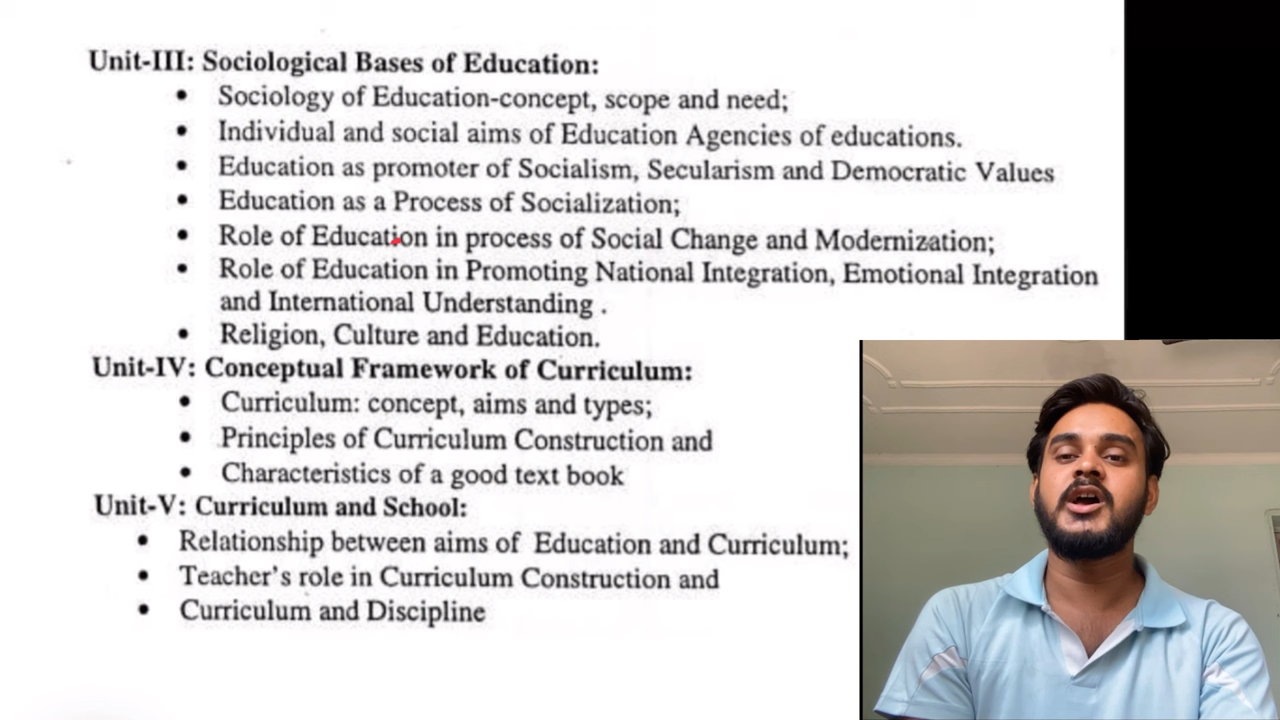 Unit-III: Sociological Bases of Education:
• Sociology of Education-concept, scope and need;
• Individual and social aims of Education Agencies of educations.
• Education as promoter of Socialism, Secularism and Democratic Values
• Education as a Process of Socialization;
• Role of Education in process of Social Change and Modernization;
• Role of Education in Promoting National Integration, Emotional Integration
and International Understanding .
• Religion, Culture and Education.
Unit-IV: Conceptual Framework of Curriculum:
• Curriculum: concept, aims and types;
• Principles of Curriculum Construction and
• Characteristics of a good text book
Unit-V: Curriculum and School:
• Relationship between aims of Education and Curriculum;
• Teacher's role in Curriculum Construction and
• Curriculum and Discipline